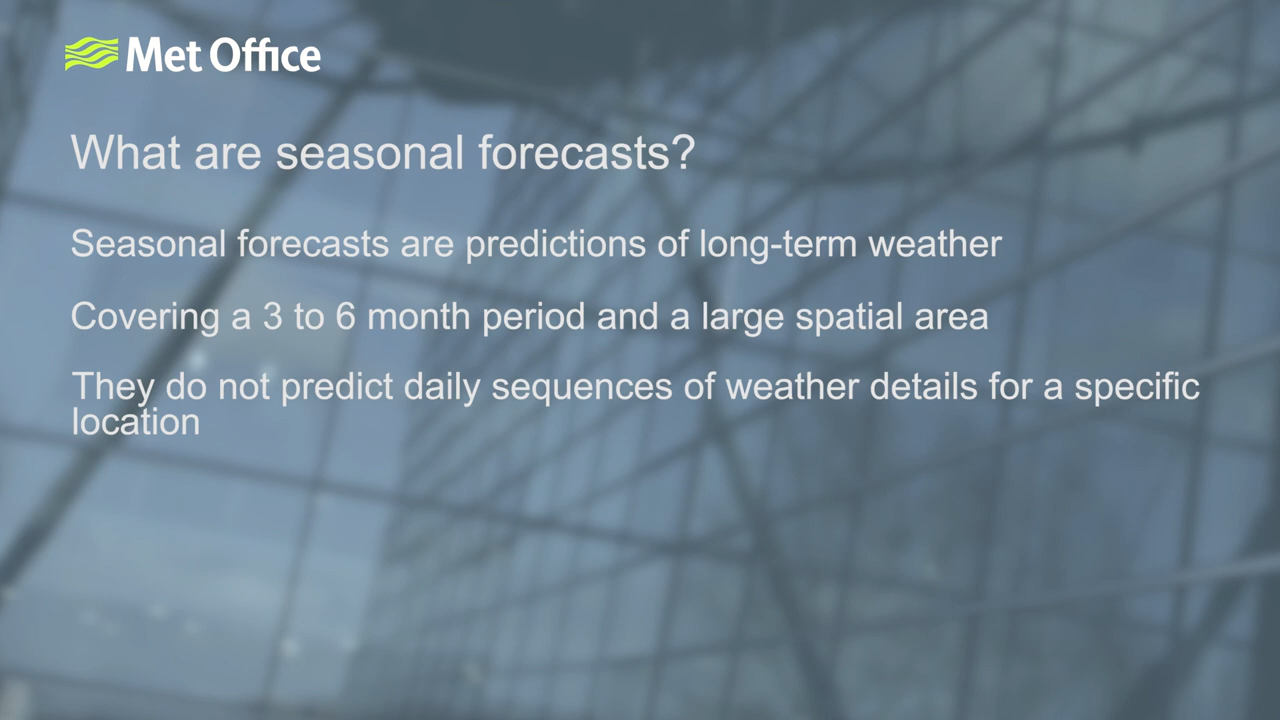 Met Office
What are seasonal forecasts?
Seasonal forecasts are predictions of long-term weather
Covering a 3 to 6 month period and a large spatial area
They do not predict daily sequences of weather details for a specific
location